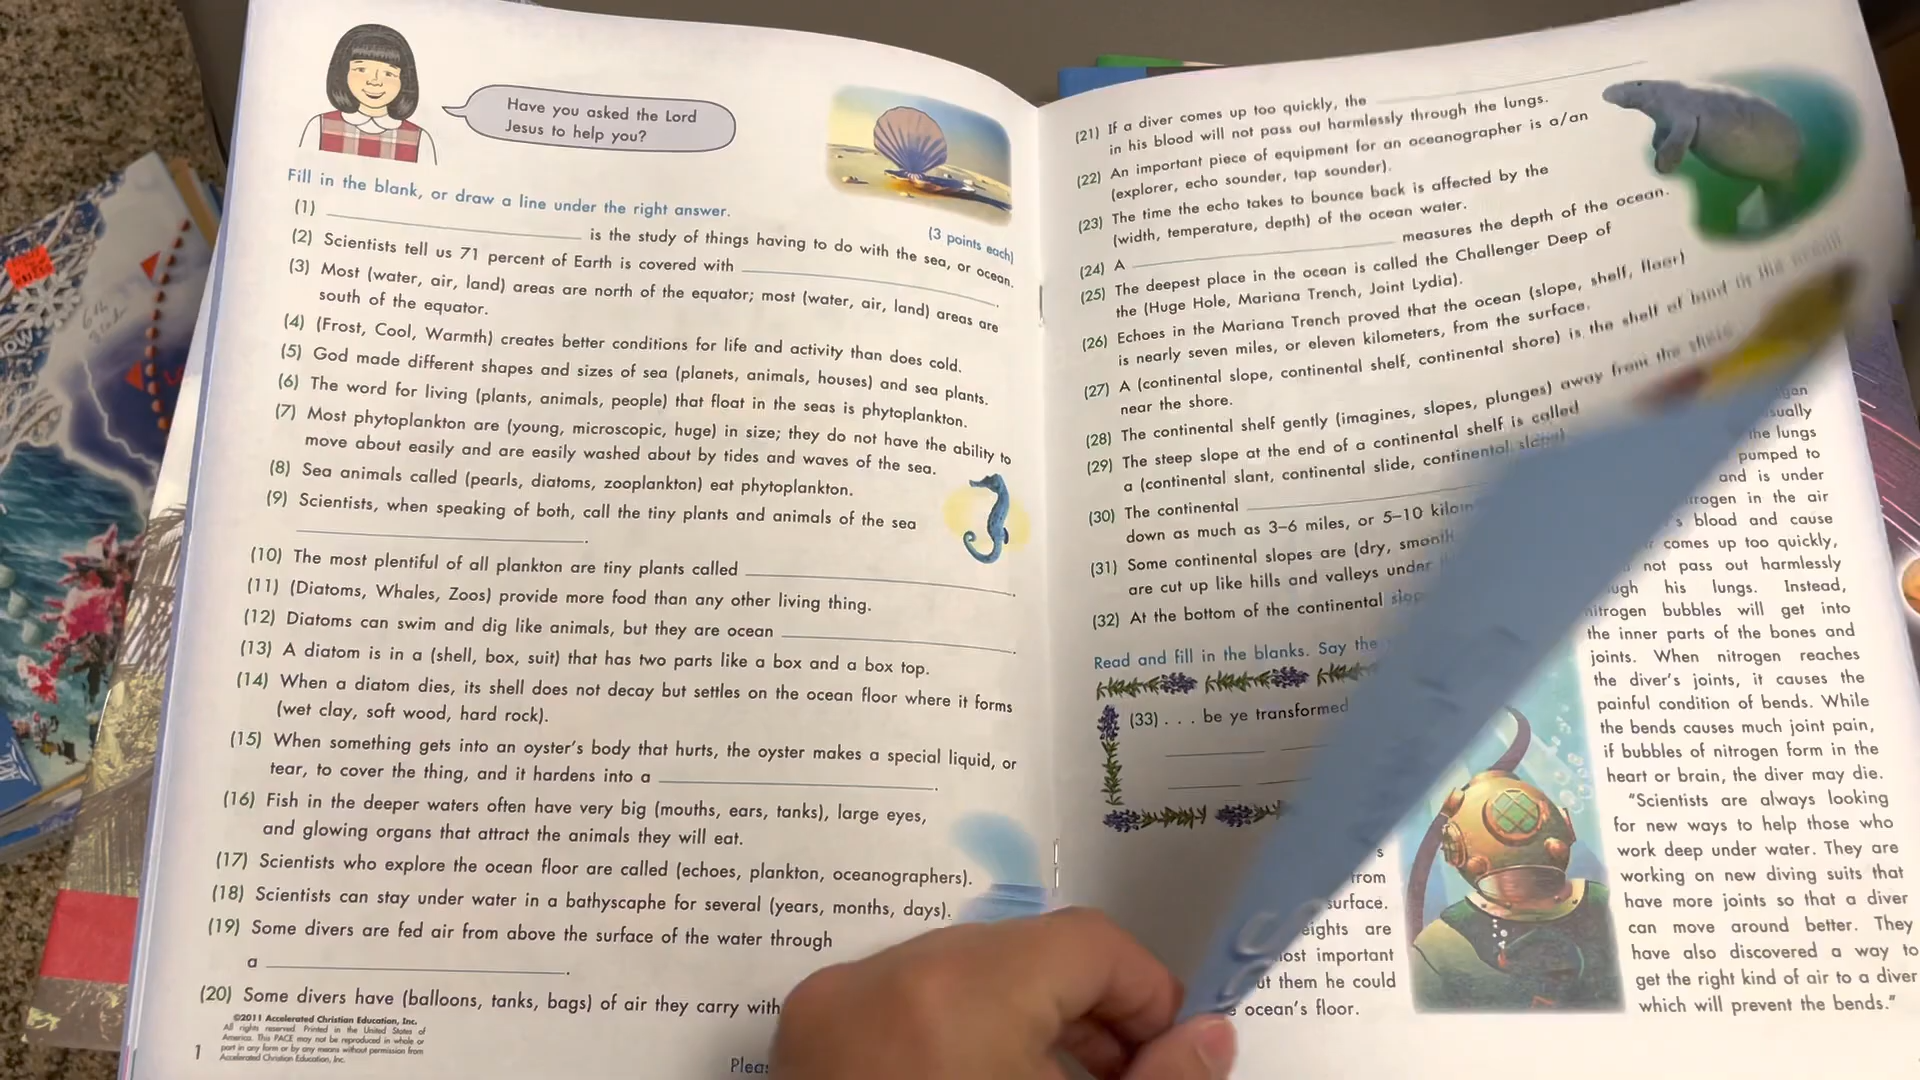 Have you asked the Lord
Jesus to help you?
Fill in the blank, or draw a line under the right answer.
(3 points each)
(1) is the study of things having to do with the sea, or ocean.
(2) Scientists tell us 71 percent of Earth is covered with .
(3) Most (water, air, land) areas are north of the equator; most (water, air, land) areas are
south of the equator.
(4) (Frost, Cool, Warmth) creates better conditions for life and activity than does cold.
(5) God made different shapes and sizes of sea (planets, animals, houses) and sea plants.
(6) The word for living (plants, animals, people) that float in the seas is phytoplankton.
(7) Most phytoplankton are (young, microscopic, huge) in size; they do not have the ability to
move about easily and are easily washed about by tides and waves of the sea.
(8) Sea animals called (pearls, diatoms, zooplankton) eat phytoplankton.
(9) Scientists, when speaking of both, call the tiny plants and animals of the sea
.
(10) The most plentiful of all plankton are tiny plants called .
(11) (Diatoms, Whales, Zoos) provide more food than any other living thing.
(12) Diatoms can swim and dig like animals, but they are ocean .
(13) A diatom is in a (shell, box, suit) that has two parts like a box and a box top.
(14) When a diatom dies, its shell does not decay but settles on the ocean floor where it forms
(wet clay, soft wood, hard rock).
(15) When something gets into an oyster's body that hurts, the oyster makes a special liquid, or
tear, to cover the thing, and it hardens into a .
(16) Fish in the deeper waters often have very big (mouths, ears, tanks), large eyes,
and glowing organs that attract the animals they will eat.
(17) Scientists who explore the ocean floor are called (echoes, plankton, oceanographers).
(18) Scientists can stay under water in a bathyscaphe for several (years, months, days).
(19) Some divers are fed air from above the surface of the water through
a .
(20) Some divers have (balloons, tanks, bags) of air they carry with
©2011 Accelerated Christian Education, Inc.
All rights reserved. Printed in the United States of
America. This PACE may not be reproduced in whole or
part in any form or by any means without permission from
Accelerated Christian Education, Inc.
1
(21) If a diver comes up too quickly, the
in his blood will not pass out harmlessly through the lungs.
(22) An important piece of equipment for an oceanographer is a/an
(explorer, echo sounder, tap sounder).
(23) The time the echo takes to bounce back is affected by the
(width, temperature, depth) of the ocean water.
(24) A measures the depth of the ocean.
(25) The deepest place in the ocean is called the Challenger Deep of
the (Huge Hole, Mariana Trench, Joint Lydia).
(26) Echoes in the Mariana Trench proved that the ocean (slope, shelf, floor)
is nearly seven miles, or eleven kilometers, from the surface.
(27) A (continental slope, continental shelf, continental shore) is the shelf of land
near the shore.
(28) The continental shelf gently (imagines, slopes, plunges) away from the
(29) The steep slope at the end of a continental shelf is called
a (continental slant, continental slide, continental slope)
(30) The continental
down as much as 3–6 miles, or 5–10
(31) Some continental slopes are (dry, smooth
are cut up like hills and valleys under
(32) At the bottom of the continental
Read and fill in the blanks. Say the
(33) . . . be ye transformed
from
surface.
are
important
them he could
ocean's floor.
the lungs
pumped to
and is under
in the air
blood and cause
comes up too quickly,
not pass out harmlessly
his lungs. Instead,
nitrogen bubbles will get into
the inner parts of the bones and
joints. When nitrogen reaches
the diver's joints, it causes the
painful condition of bends. While
the bends causes much joint pain,
if bubbles of nitrogen form in the
heart or brain, the diver may die.
"Scientists are always looking
for new ways to help those who
work deep under water. They are
working on new diving suits that
have more joints so that a diver
can move around better. They
have also discovered a way to
get the right kind of air to a diver
which will prevent the bends."